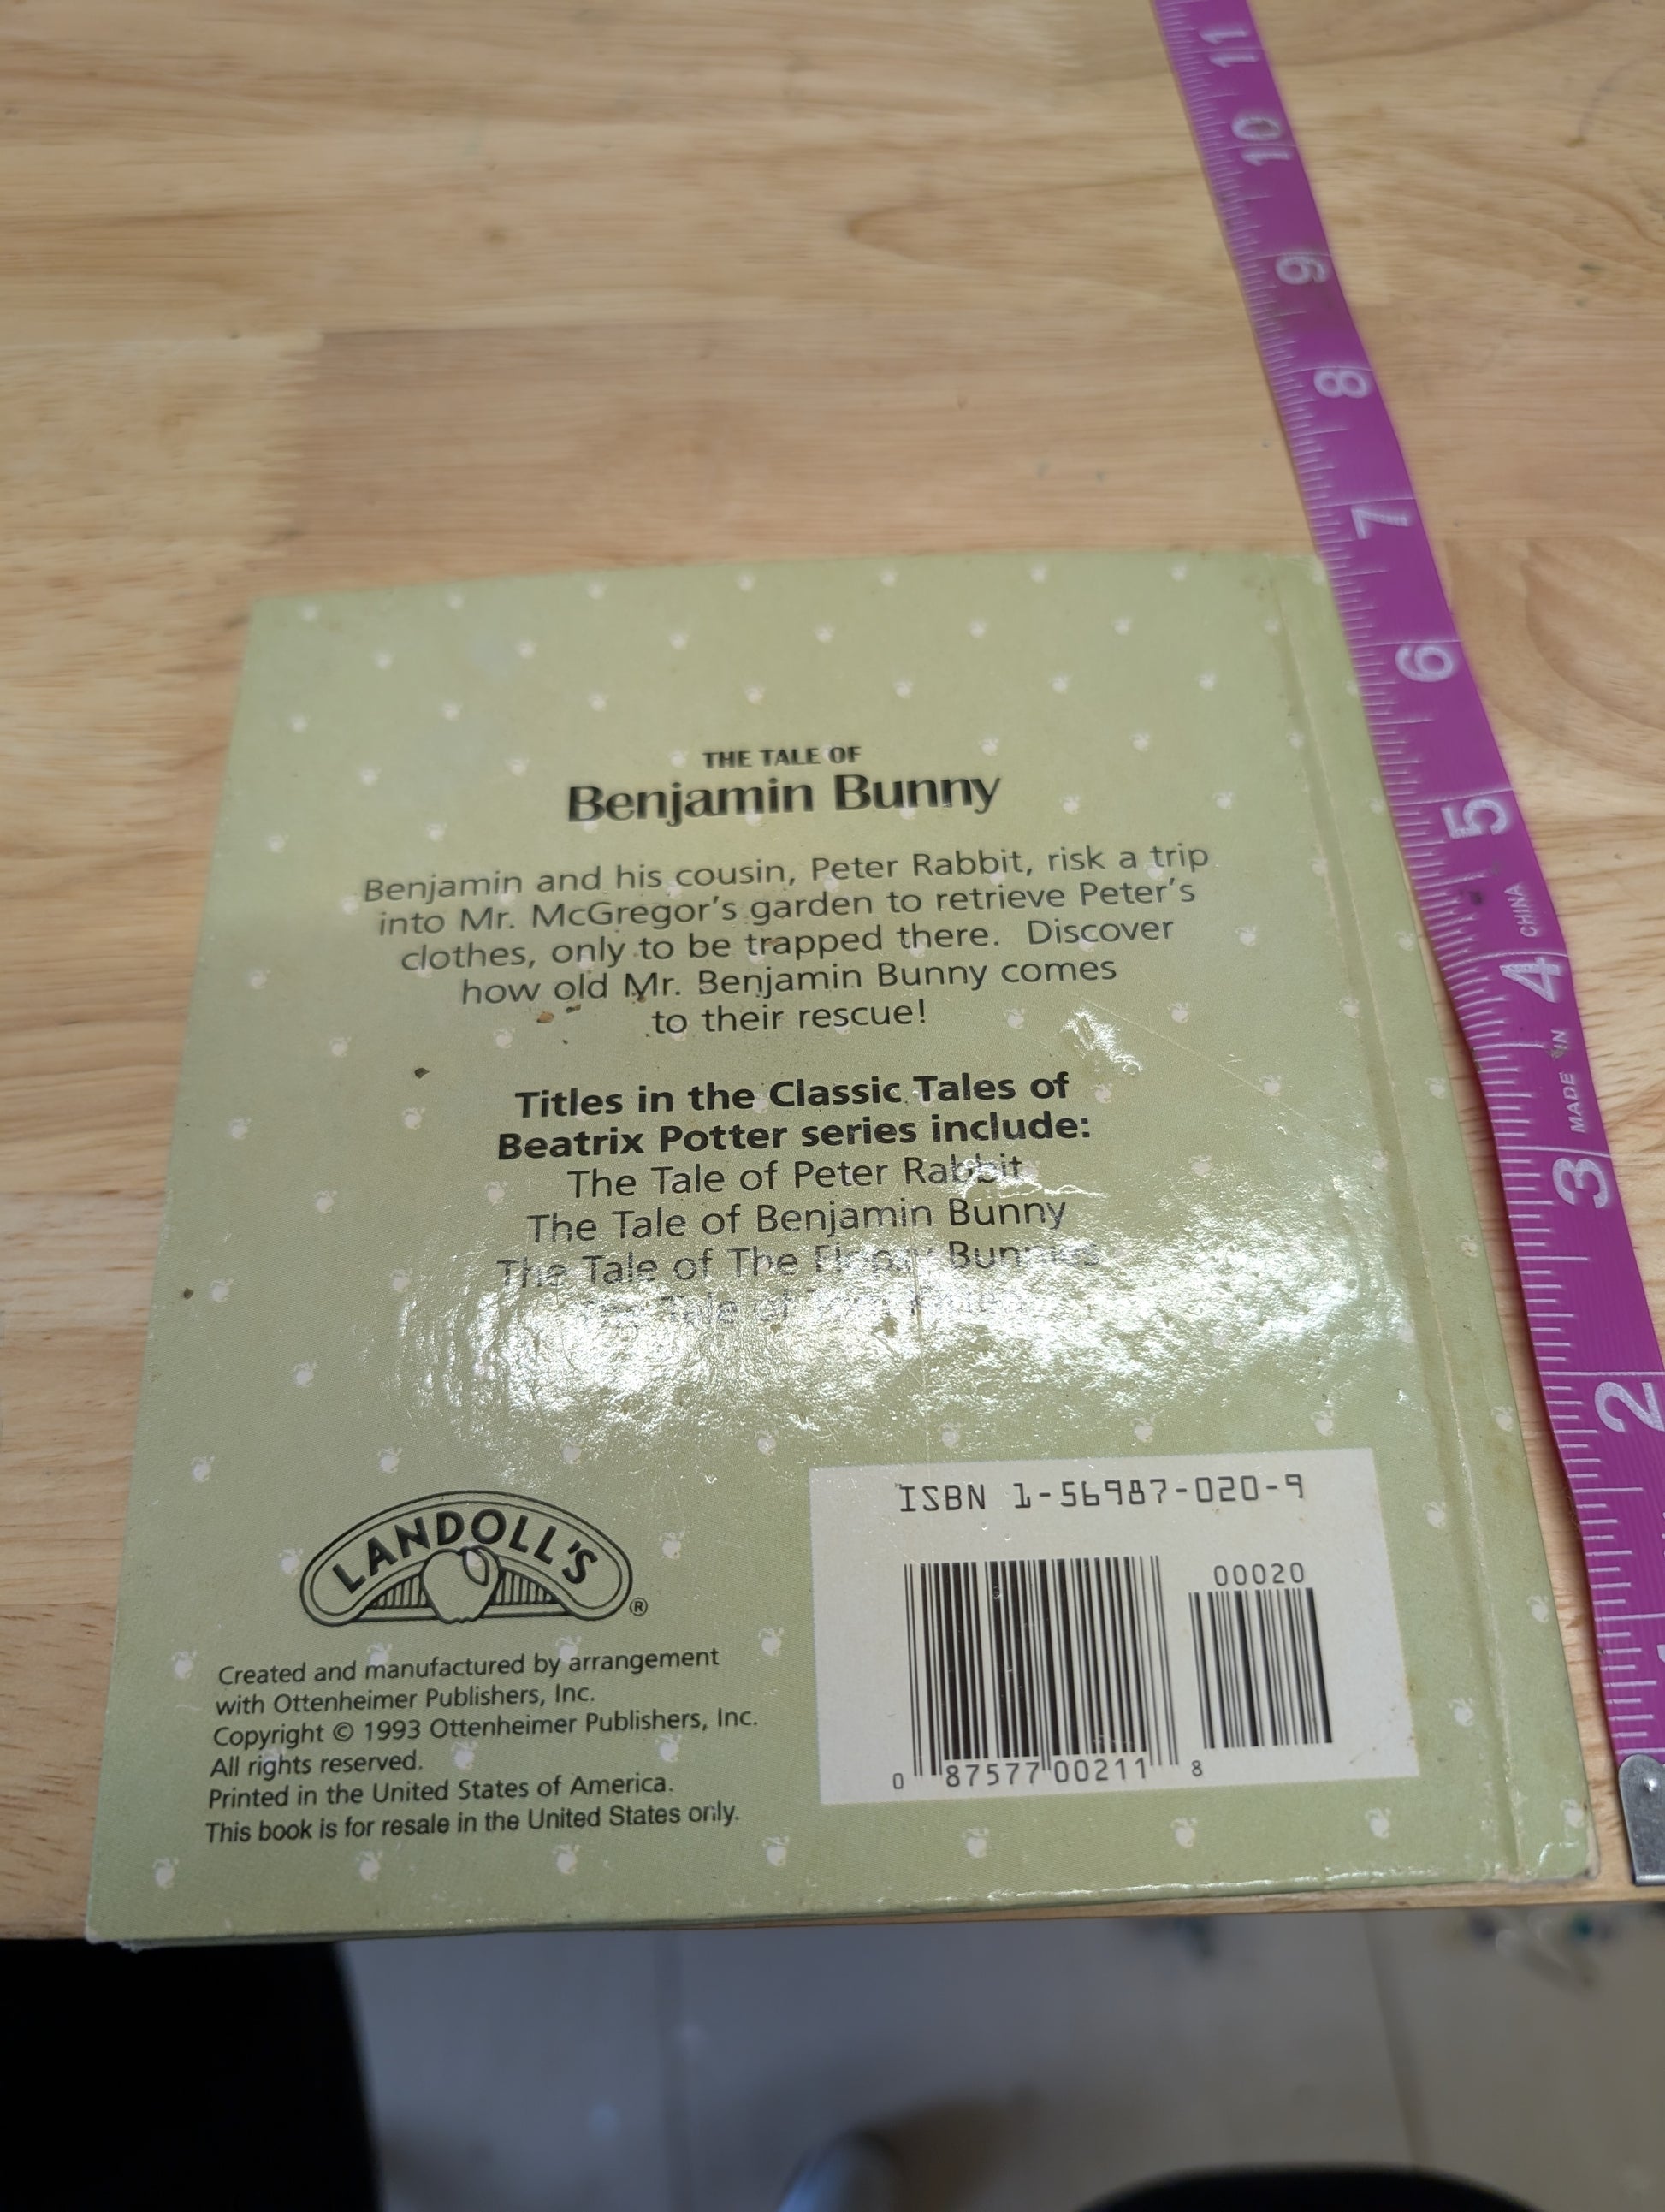 11
10
9
8
7
6
5
CHINA
4
MADE IN
3
2
THE TALE OF
Benjamin Bunny
Benjamin and his cousin, Peter Rabbit, risk a trip
into Mr. McGregor's garden to retrieve Peter's
clothes, only to be trapped there. Discover
how old Mr. Benjamin Bunny comes
to their rescue!
Titles in the Classic Tales of
Beatrix Potter series include:
The Tale of Peter Rabbit
The Tale of Benjamin Bunny
The Tale of The Flopsy Bunnies
The Tale of
LANDOLL'S ®
Created and manufactured by arrangement
with Ottenheimer Publishers, Inc.
Copyright © 1993 Ottenheimer Publishers, Inc.
All rights reserved.
Printed in the United States of America.
This book is for resale in the United States only.
ISBN 1-56987-020-9
00020
0 87577 00211 8